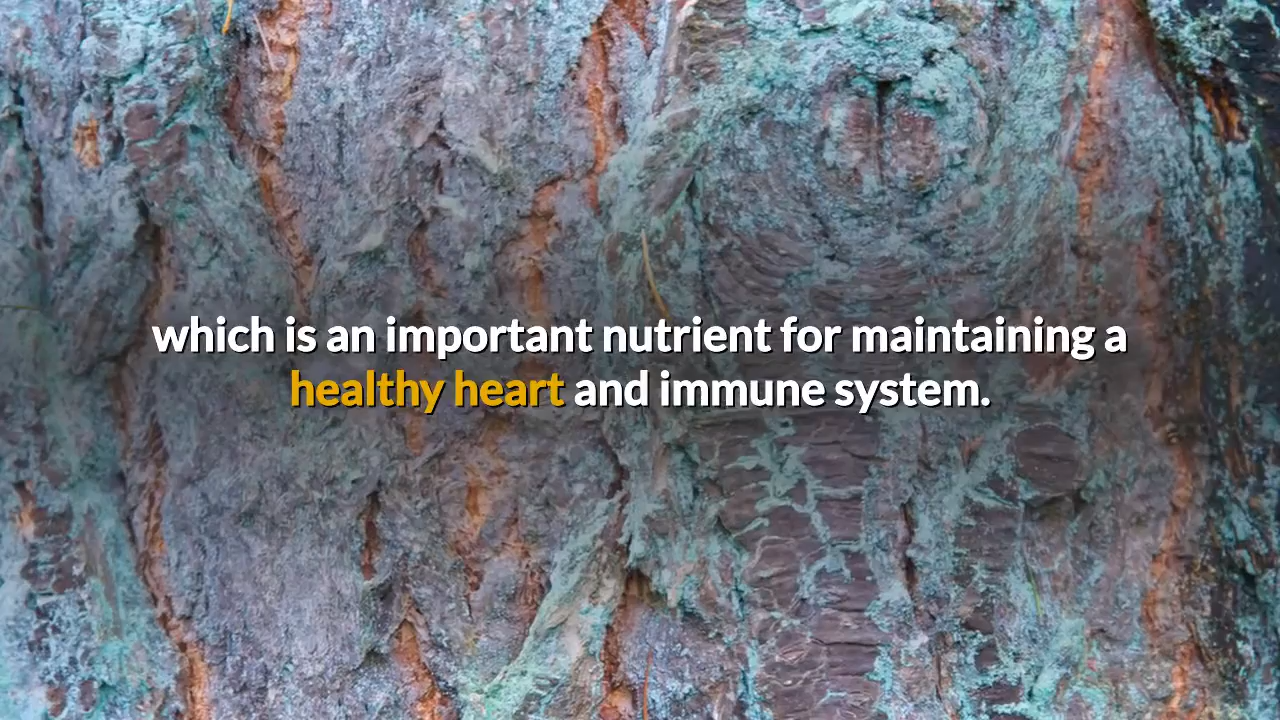 which is an important nutrient for maintaining a
healthy heart and immune system.